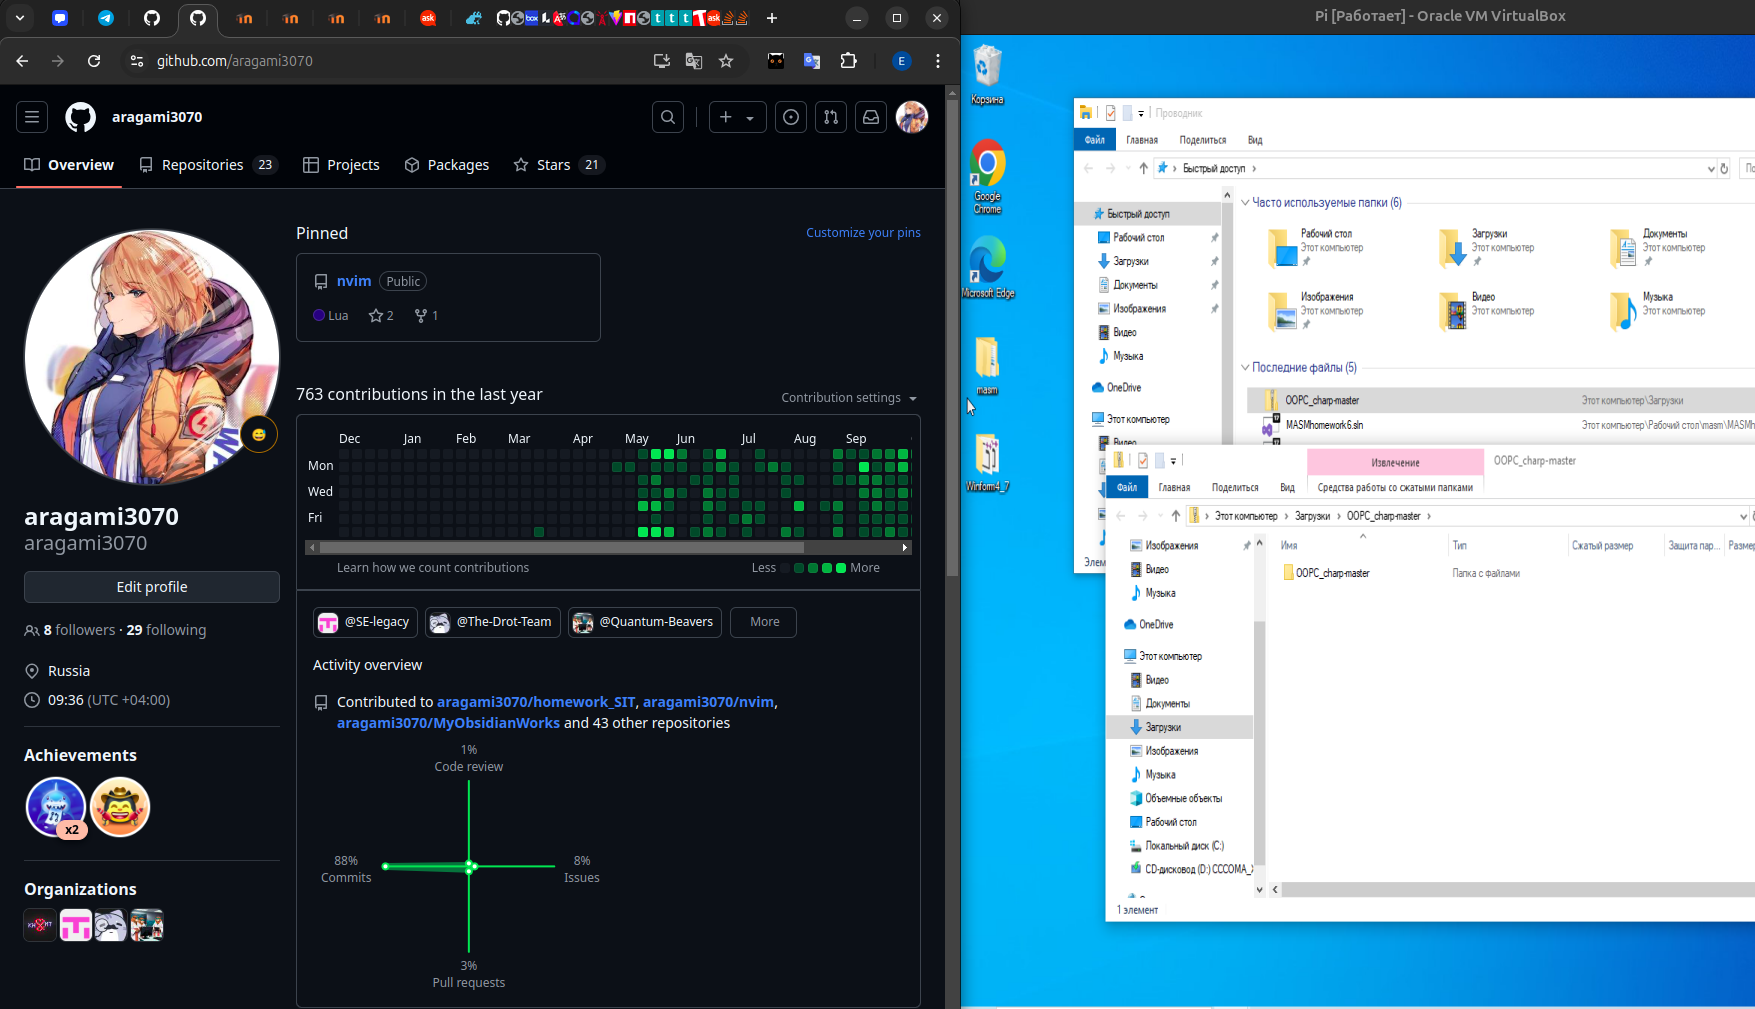 github.com/aragami3070
E
aragami3070
Overview
Repositories 23
Projects
Packages
Stars 21
Pinned
Customize your pins
nvim Public
Lua 2 1
763 contributions in the last year
Contribution settings
Dec Jan Feb Mar Apr May Jun Jul Aug Sep
Mon
Wed
Fri
Learn how we count contributions
Less More
@SE-legacy @The-Drot-Team @Quantum-Beavers More
Activity overview
Contributed to aragami3070/homework_SIT, aragami3070/nvim,
aragami3070/MyObsidianWorks and 43 other repositories
1%
Code review
88%
Commits
8%
Issues
3%
Pull requests
aragami3070
aragami3070
Edit profile
8 followers · 29 following
Russia
09:36 (UTC +04:00)
Achievements
x2
Organizations
Pi [Работает] - Oracle VM VirtualBox
Корзина
Google
Chrome
Microsoft Edge
masm
Winform4_7
Проводник
Файл Главная Поделиться Вид
Быстрый доступ
Быстрый доступ
Рабочий стол
Загрузки
Документы
Изображения
Видео
Музыка
OneDrive
Этот компьютер
Видео
Часто используемые папки (6)
Рабочий стол
Этот компьютер
Загрузки
Этот компьютер
Документы
Этот компьютер
Изображения
Этот компьютер
Видео
Этот компьютер
Музыка
Этот компьютер
Последние файлы (5)
OOPC_charp-master Этот компьютер\Загрузки
MASMhomework6.sln Этот компьютер\Рабочий стол\masm\MASMh
Элем
Извлечение
OOPC_charp-master
Файл Главная Поделиться Вид Средства работы со сжатыми папками
Этот компьютер Загрузки OOPC_charp-master
Изображения
Видео
Музыка
OneDrive
Этот компьютер
Видео
Документы
Загрузки
Изображения
Музыка
Объемные объекты
Рабочий стол
Локальный диск (C:)
CD-дисковод (D:) CCCOMA_X
Имя Тип Сжатый размер Защита пар... Размер
OOPC_charp-master Папка с файлами
1 элемент